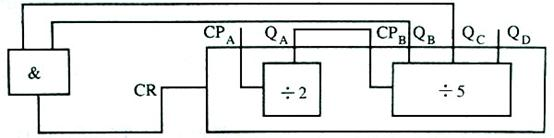 CP_A Q_A CP_B Q_B Q_C Q_D
&
CR ÷2 ÷5